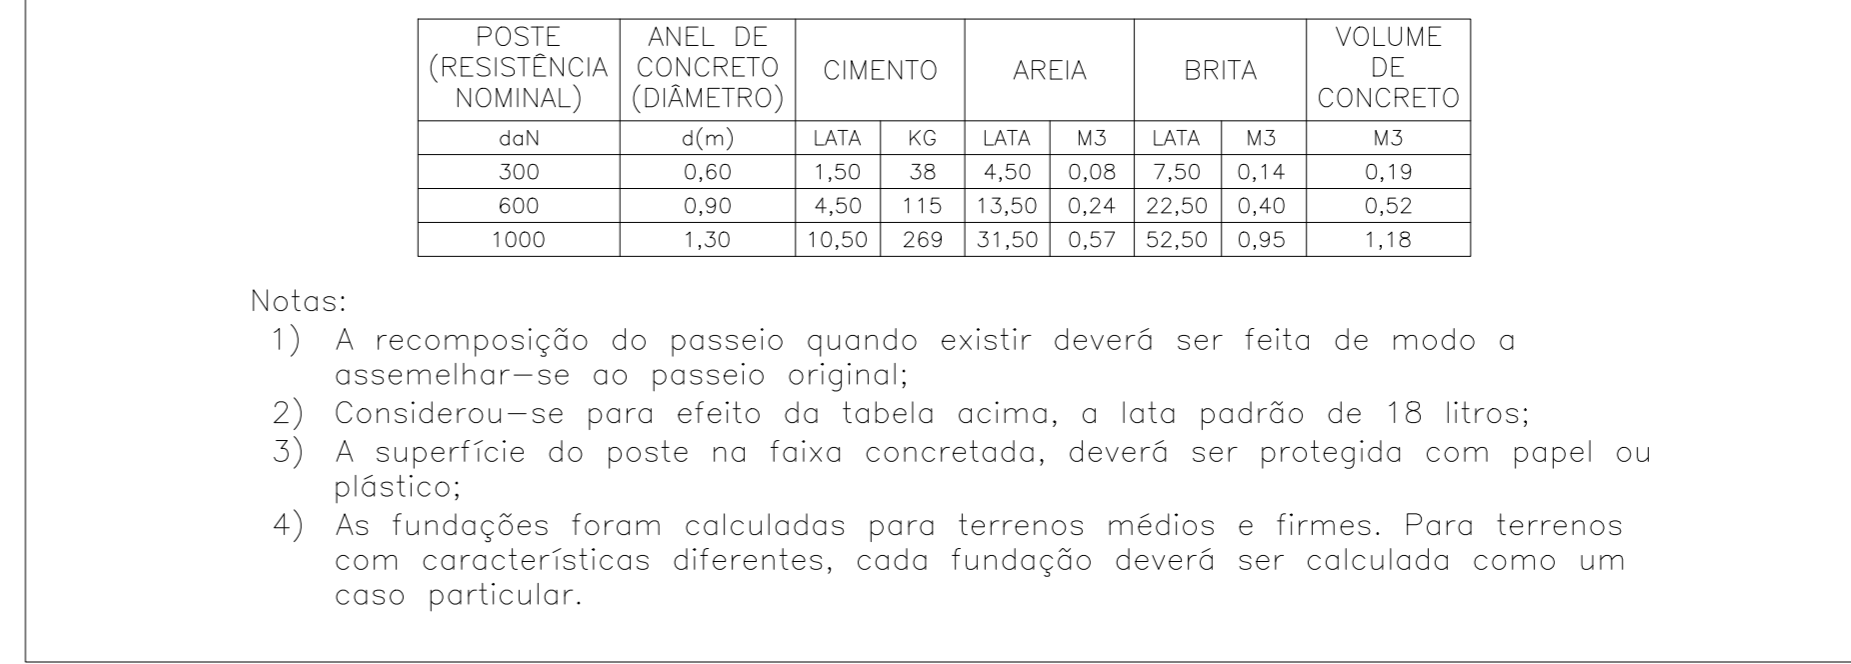 POSTE (RESISTÊNCIA NOMINAL) ANEL DE CONCRETO (DIÂMETRO) CIMENTO AREIA BRITA VOLUME DE CONCRETO
daN d(m) LATA KG LATA M3 LATA M3 M3
300 0,60 1,50 38 4,50 0,08 7,50 0,14 0,19
600 0,90 4,50 115 13,50 0,24 22,50 0,40 0,52
1000 1,30 10,50 269 31,50 0,57 52,50 0,95 1,18
Notas:
1) A recomposição do passeio quando existir deverá ser feita de modo a
assemelhar-se ao passeio original;
2) Considerou-se para efeito da tabela acima, a lata padrão de 18 litros;
3) A superfície do poste na faixa concretada, deverá ser protegida com papel ou
plástico;
4) As fundações foram calculadas para terrenos médios e firmes. Para terrenos
com características diferentes, cada fundação deverá ser calculada como um
caso particular.